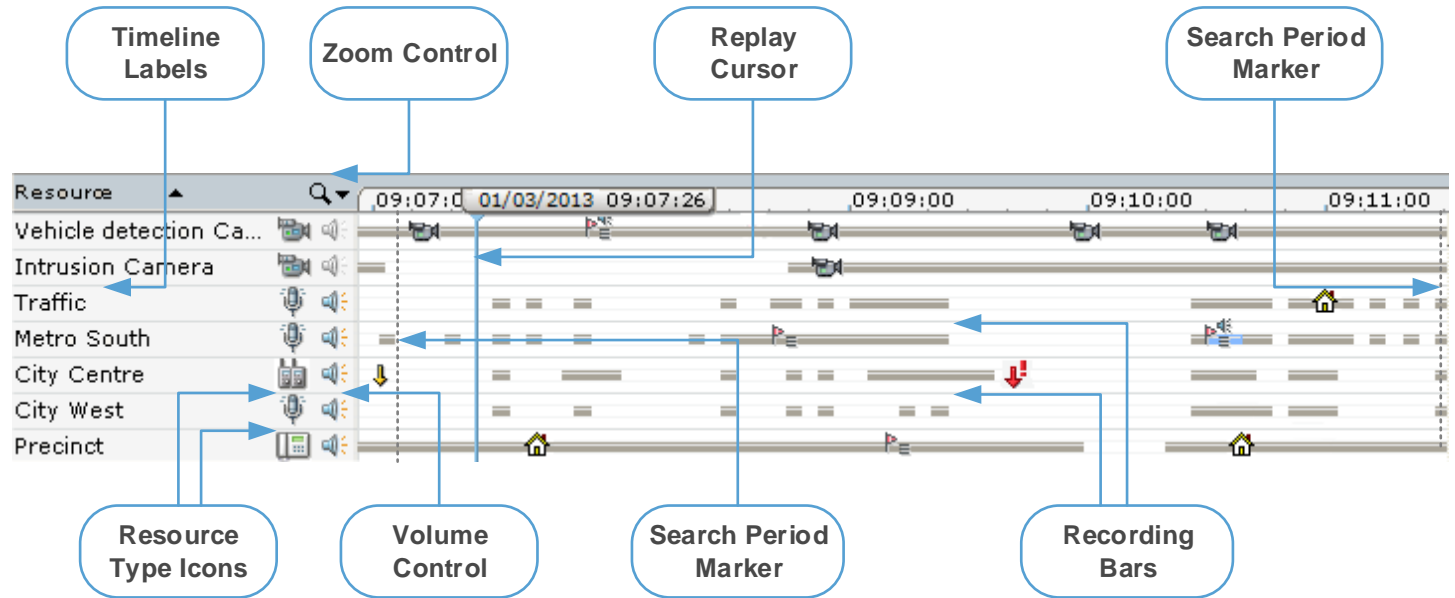 Timeline
Labels
Zoom Control
Replay
Cursor
Search Period
Marker
Resource
09:07:0
01/03/2013 09:07:26
09:09:00
09:10:00
09:11:00
Vehicle detection Ca...
Intrusion Camera
Traffic
Metro South
City Centre
City West
Precinct
Resource
Type Icons
Volume
Control
Search Period
Marker
Recording
Bars